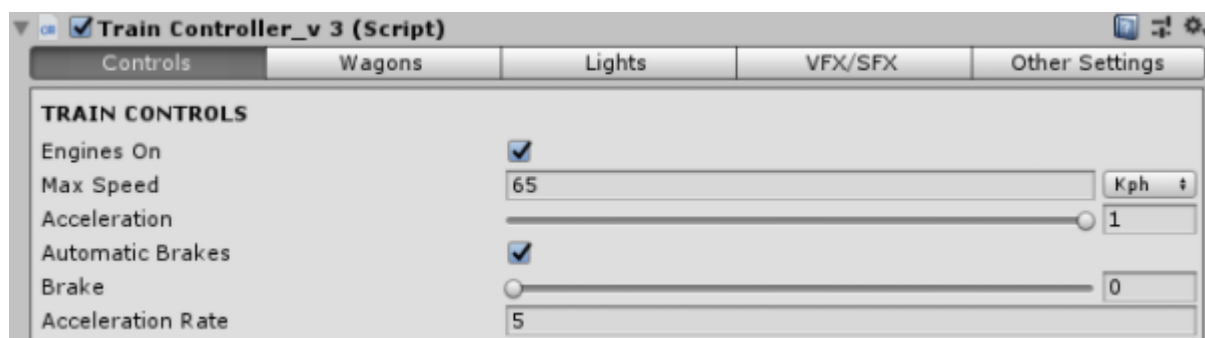 Train Controller_v 3 (Script)
Controls Wagons Lights VFX/SFX Other Settings
TRAIN CONTROLS
Engines On
Max Speed 65 Kph
Acceleration 1
Automatic Brakes
Brake 0
Acceleration Rate 5